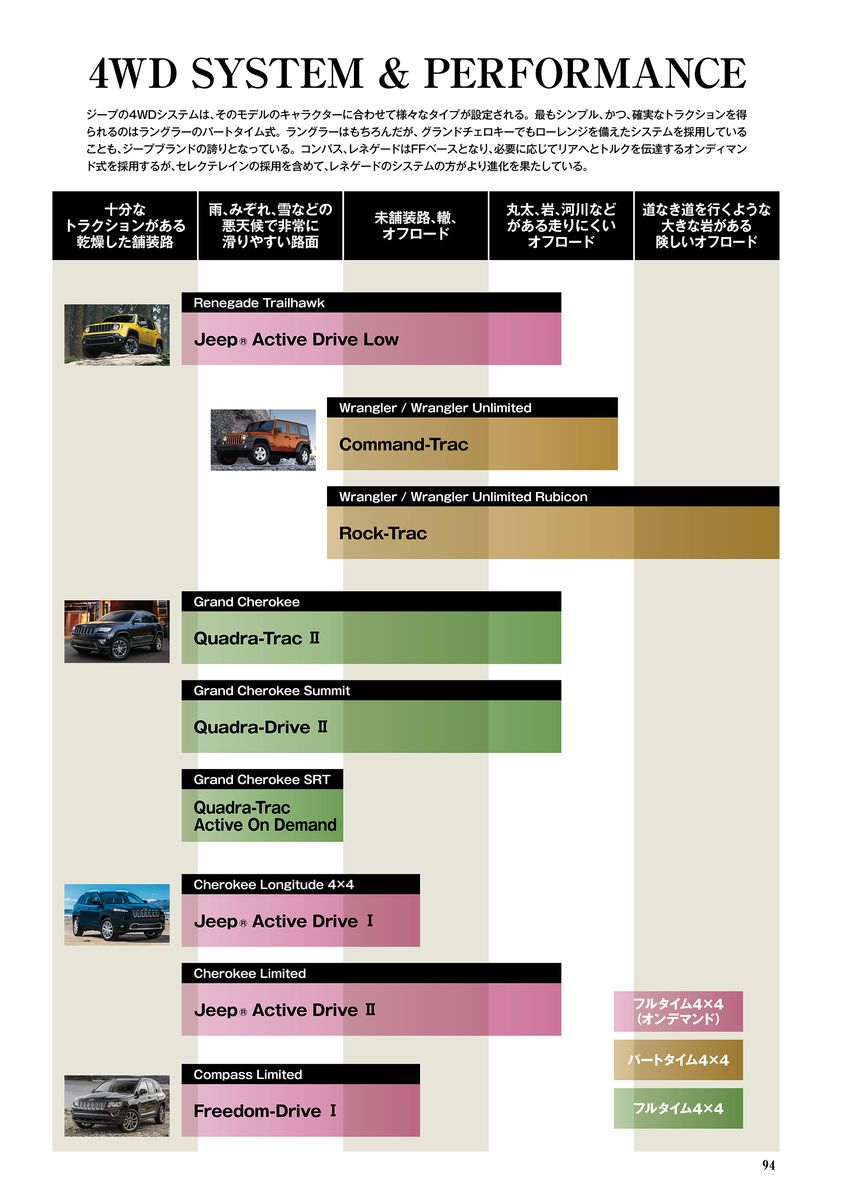 4WD SYSTEM & PERFORMANCE
ジープの4WDシステムは、そのモデルのキャラクターに合わせて様々なタイプが設定される。最もシンプル、かつ、確実なトラクションを得
られるのはラングラーのパートタイム式。ラングラーはもちろんだが、グランドチェロキーでもローレンジを備えたシステムを採用している
ことも、ジープブランドの誇りとなっている。コンパス、レネゲードはFFベースとなり、必要に応じてリアへとトルクを伝達するオンディマン
ド式を採用するが、セレクテレインの採用を含めて、レネゲードのシステムの方がより進化を果たしている。
十分な
トラクションがある
乾燥した舗装路
雨、みぞれ、雪などの
悪天候で非常に
滑りやすい路面
未舗装路、轍、
オフロード
丸太、岩、河川など
がある走りにくい
オフロード
道なき道を行くような
大きな岩がある
険しいオフロード
Renegade Trailhawk
Jeep® Active Drive Low
Wrangler / Wrangler Unlimited
Command-Trac
Wrangler / Wrangler Unlimited Rubicon
Rock-Trac
Grand Cherokee
Quadra-Trac Ⅱ
Grand Cherokee Summit
Quadra-Drive Ⅱ
Grand Cherokee SRT
Quadra-Trac
Active On Demand
Cherokee Longitude 4×4
Jeep® Active Drive Ⅰ
Cherokee Limited
Jeep® Active Drive Ⅱ
Compass Limited
Freedom-Drive Ⅰ
フルタイム4×4
(オンデマンド)
パートタイム4×4
フルタイム4×4
94